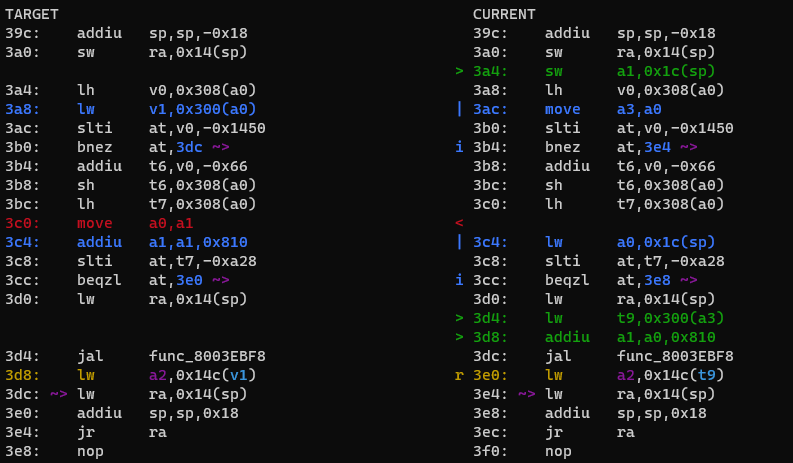 TARGET CURRENT
39c: addiu sp,sp,-0x18 39c: addiu sp,sp,-0x18
3a0: sw ra,0x14(sp) 3a0: sw ra,0x14(sp)
> 3a4: sw a1,0x1c(sp)
3a4: lh v0,0x308(a0) 3a8: lh v0,0x308(a0)
3a8: lw v1,0x300(a0) | 3ac: move a3,a0
3ac: slti at,v0,-0x1450 3b0: slti at,v0,-0x1450
3b0: bnez at,3dc ~> i 3b4: bnez at,3e4 ~>
3b4: addiu t6,v0,-0x66 3b8: addiu t6,v0,-0x66
3b8: sh t6,0x308(a0) 3bc: sh t6,0x308(a0)
3bc: lh t7,0x308(a0) 3c0: lh t7,0x308(a0)
3c0: move a0,a1 <
3c4: addiu a1,a1,0x810 | 3c4: lw a0,0x1c(sp)
3c8: slti at,t7,-0xa28 3c8: slti at,t7,-0xa28
3cc: beqzl at,3e0 ~> i 3cc: beqzl at,3e8 ~>
3d0: lw ra,0x14(sp) 3d0: lw ra,0x14(sp)
> 3d4: lw t9,0x300(a3)
> 3d8: addiu a1,a0,0x810
3d4: jal func_8003EBF8 3dc: jal func_8003EBF8
3d8: lw a2,0x14c(v1) r 3e0: lw a2,0x14c(t9)
3dc: ~> lw ra,0x14(sp) 3e4: ~> lw ra,0x14(sp)
3e0: addiu sp,sp,0x18 3e8: addiu sp,sp,0x18
3e4: jr ra 3ec: jr ra
3e8: nop 3f0: nop